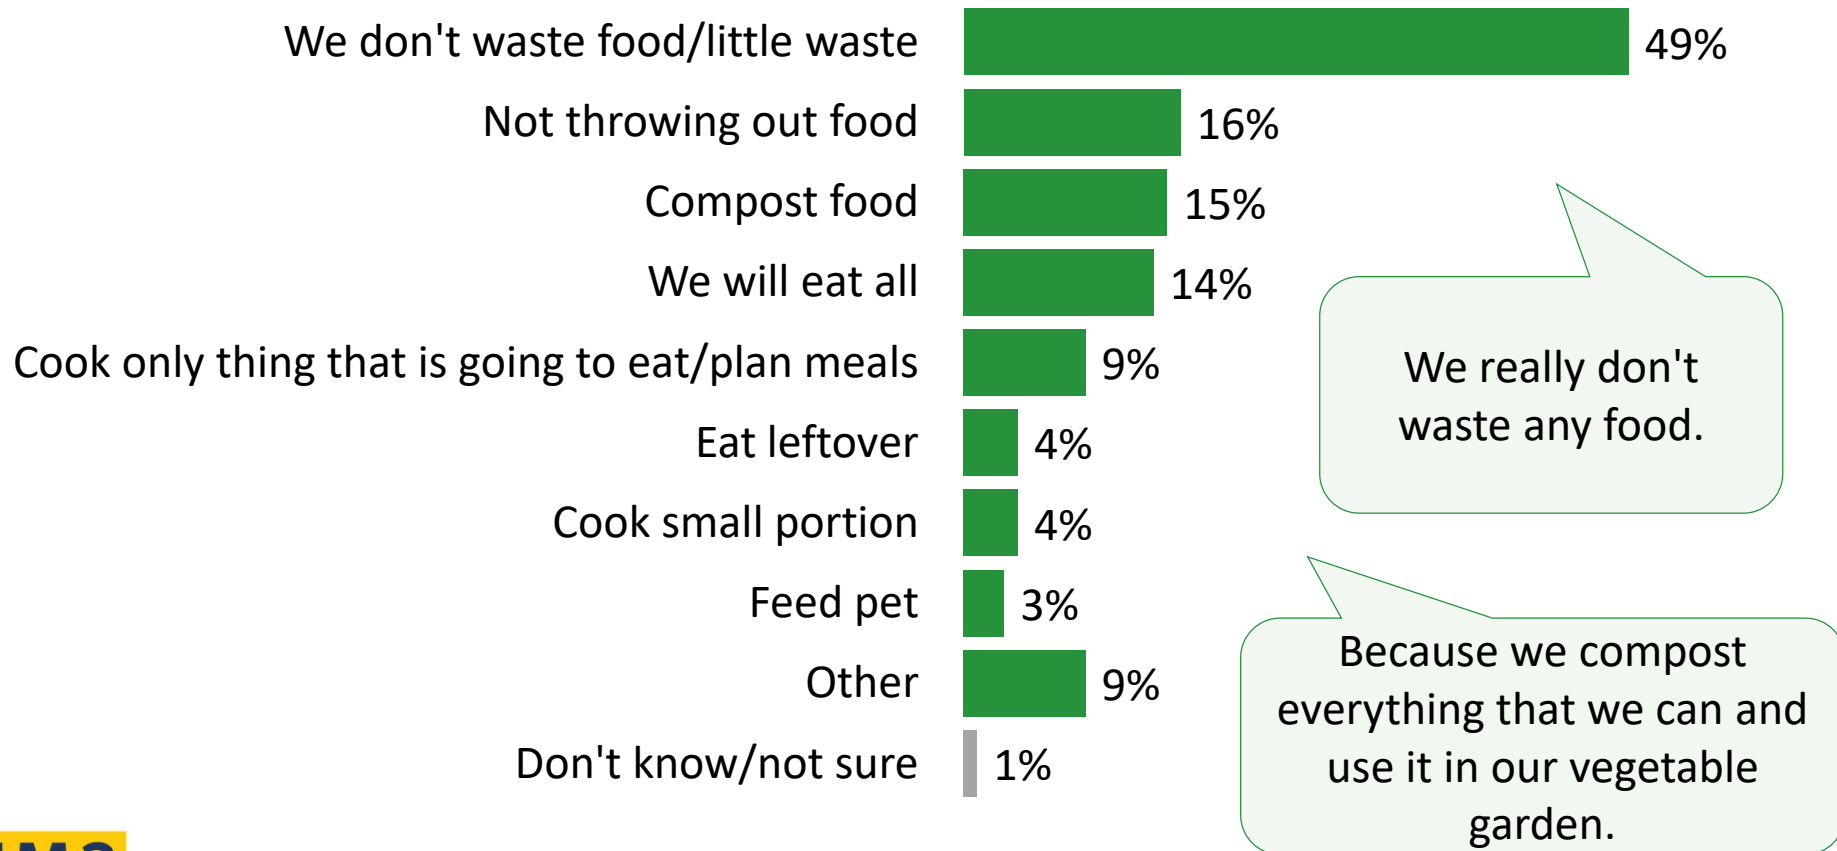 We don't waste food/little waste 49%
Not throwing out food 16%
Compost food 15%
We will eat all 14%
Cook only thing that is going to eat/plan meals 9%
Eat leftover 4%
Cook small portion 4%
Feed pet 3%
Other 9%
Don't know/not sure 1%
We really don't
waste any food.
Because we compost
everything that we can and
use it in our vegetable
garden.